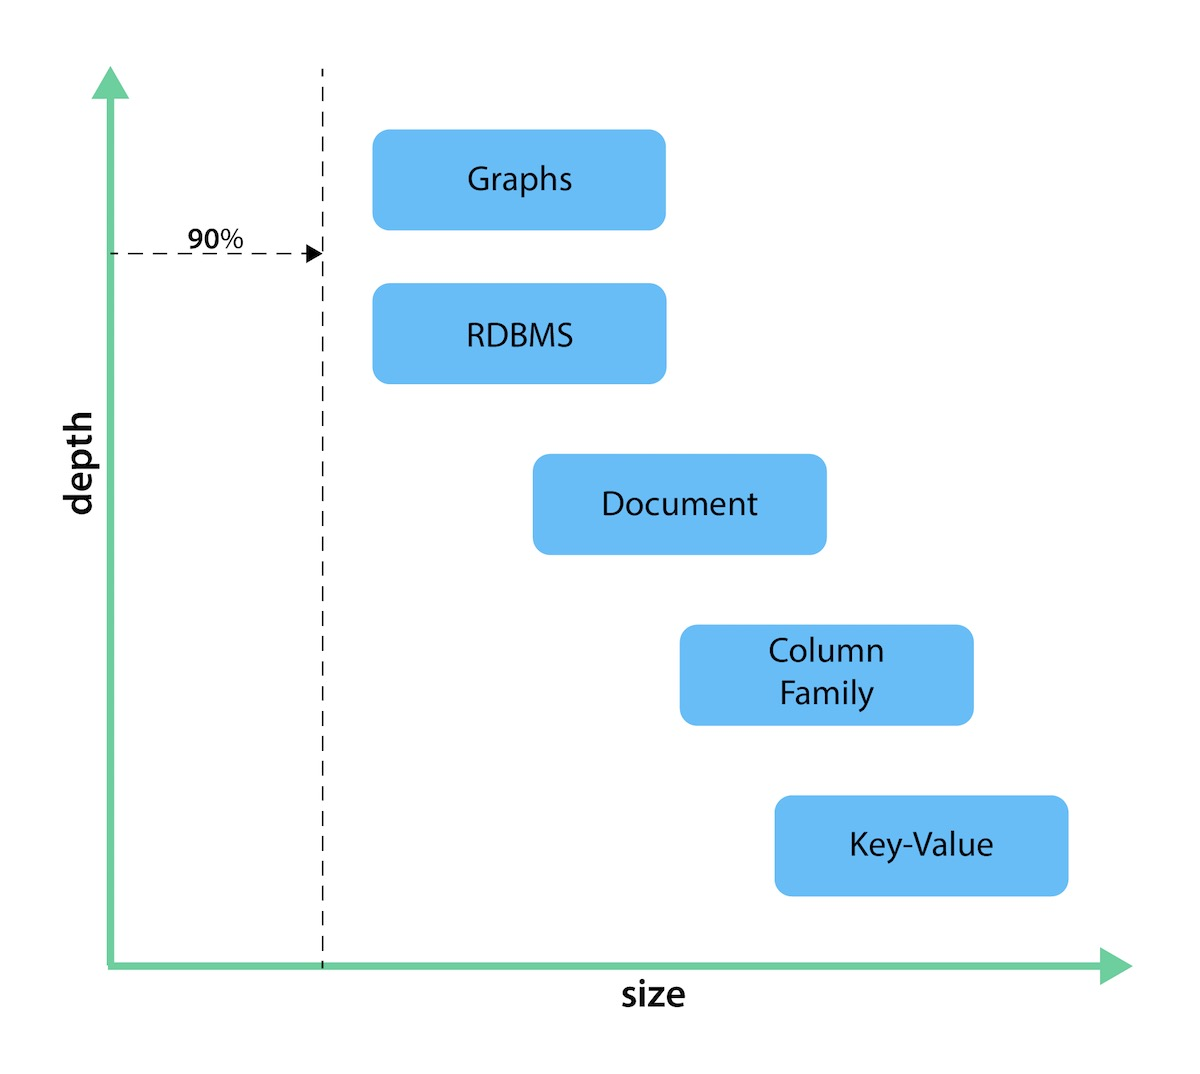 Graphs
90%
RDBMS
depth
Document
Column
Family
Key-Value
size